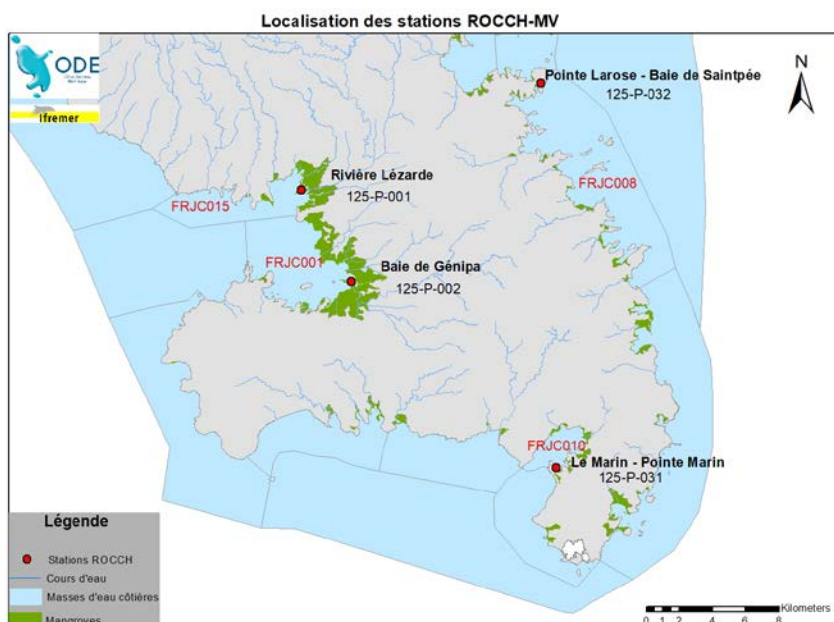 Localisation des stations ROCCH-MV
ODE
Ifremer
Pointe Larose - Baie de Saintpée
125-P-032
N
Rivière Lézarde
125-P-001
FRJC008
FRJC015
FRJC001
Baie de Génipa
125-P-002
FRJC010
Le Marin - Pointe Marin
125-P-031
Légende
Stations ROCCH
Cours d'eau
Masses d'eau côtières
Mangroves
Kilometers
0 1 2 4 6 8